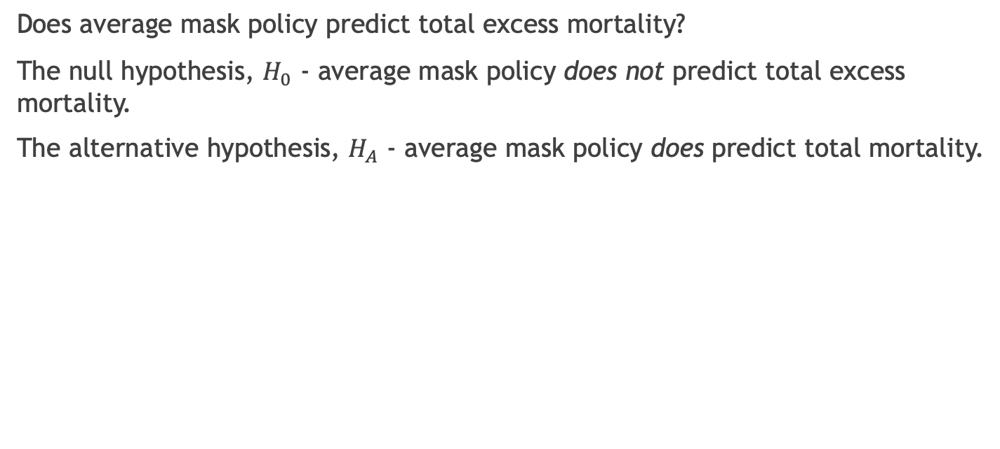 Does average mask policy predict total excess mortality?
The null hypothesis, H₀ - average mask policy does not predict total excess
mortality.
The alternative hypothesis, H_A - average mask policy does predict total mortality.